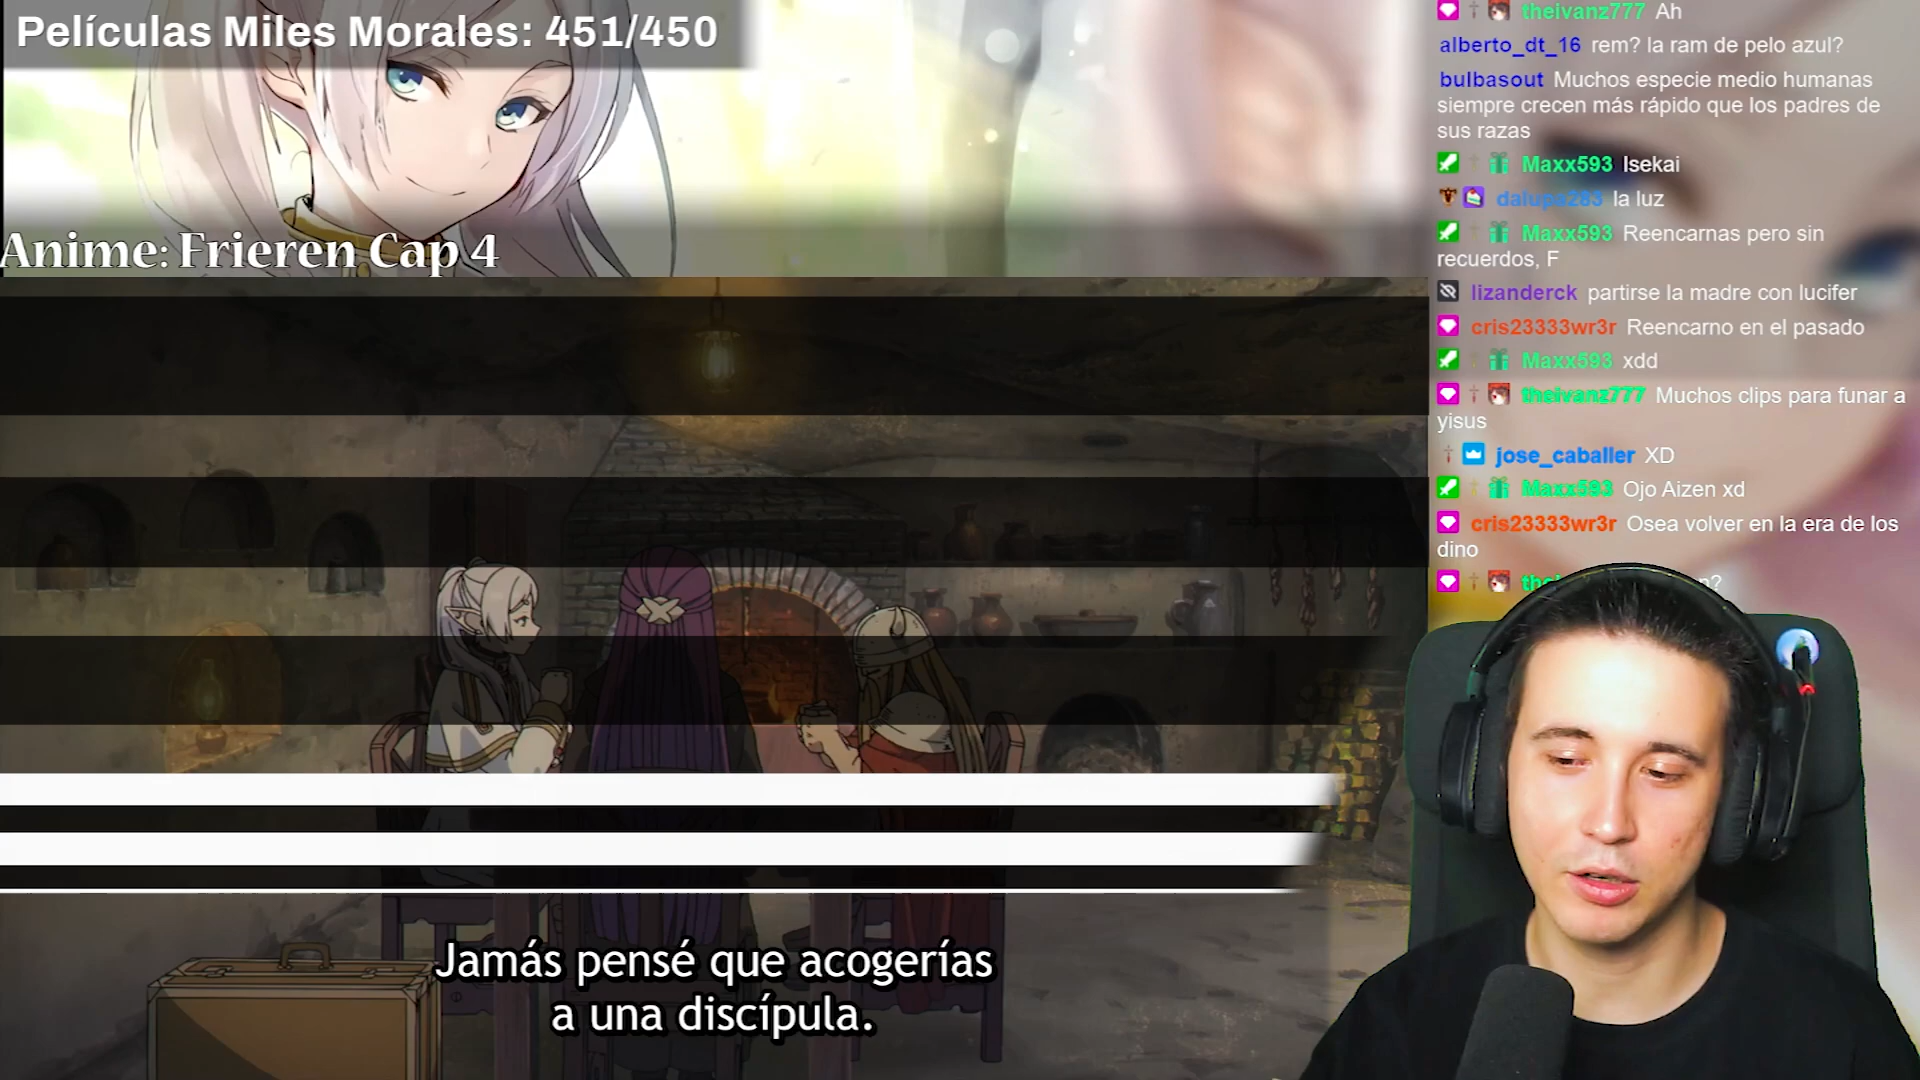 Películas Miles Morales: 451/450
Anime: Frieren Cap 4
Jamás pensé que acogerías
a una discípula.
theivanz777 Ah
alberto_dt_16 rem? la ram de pelo azul?
bulbasout Muchos especie medio humanas
siempre crecen más rápido que los padres de
sus razas
Maxx593 Isekai
dalupa283 la luz
Maxx593 Reencarnas pero sin
recuerdos, F
lizanderck partirse la madre con lucifer
cris23333wr3r Reencarno en el pasado
Maxx593 xdd
theivanz777 Muchos clips para funar a
yisus
jose_caballer XD
Maxx593 Ojo Aizen xd
cris23333wr3r Osea volver en la era de los
dino